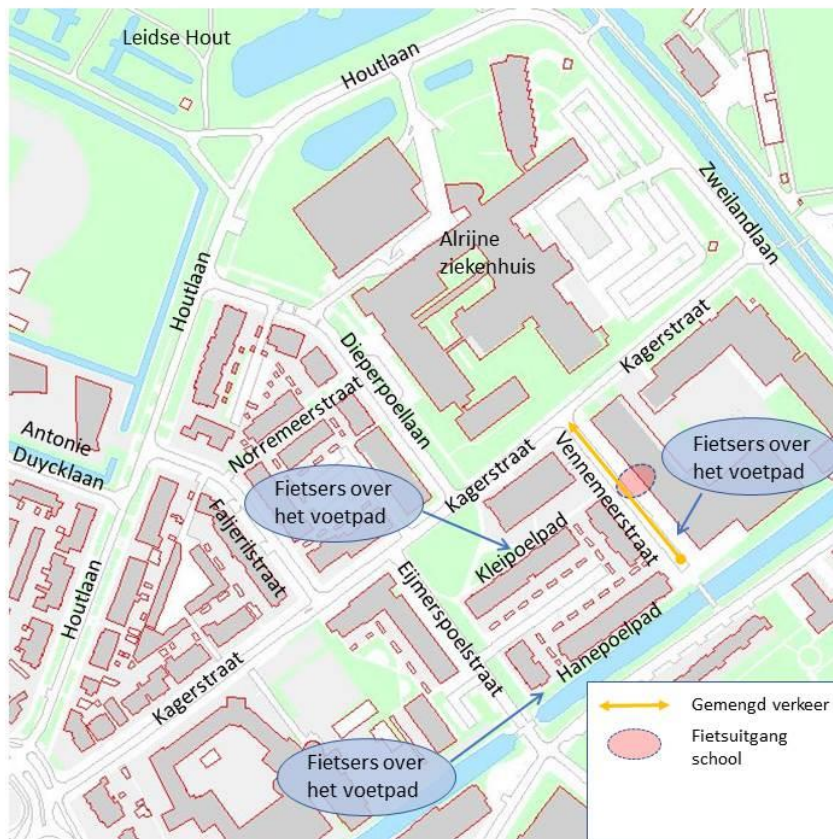 Leidse Hout
Houtlaan
Zweilandlaan
Alrijne
ziekenhuis
Houtlaan
Kagerstraat
Dieperpoellaan
Norremeerstraat
Antonie
Duycklaan
Fietsers over
het voetpad
Kagerstraat
Vennemeerstraat
Fietsers over
het voetpad
Faljerilstraat
Kleipoelpad
Houtlaan
Eijmerspoelstraat
Hanepoelpad
Kagerstraat
Fietsers over
het voetpad
Gemengd verkeer
Fietsuitgang
school